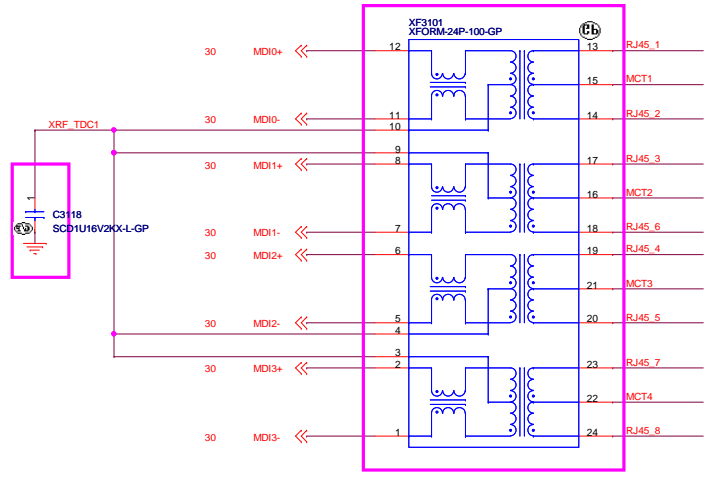 XF3101
XFORM-24P-100-GP
30 MDI0+ 12 13 RJ45_1
15 MCT1
30 MDI0- 11 14 RJ45_2
XRF_TDC1 10
9
30 MDI1+ 8 17 RJ45_3
16 MCT2
1
C3118
SCD1U16V2KX-L-GP
30 MDI1- 7 18 RJ45_6
30 MDI2+ 6 19 RJ45_4
21 MCT3
30 MDI2- 5 20 RJ45_5
4
3
30 MDI3+ 2 23 RJ45_7
22 MCT4
30 MDI3- 1 24 RJ45_8